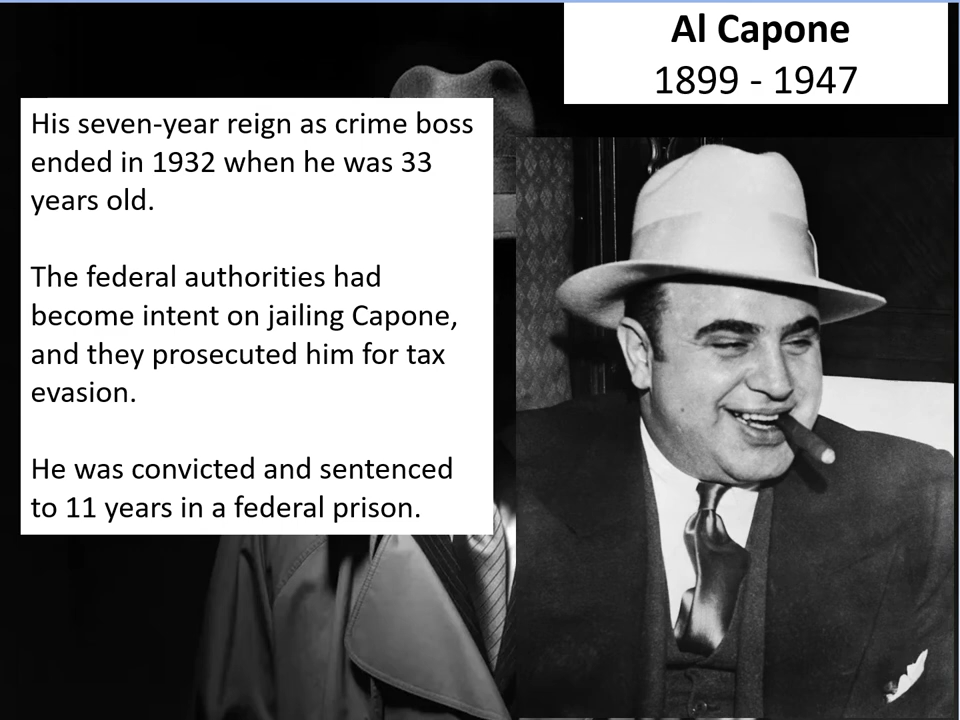 Al Capone
1899 - 1947
His seven-year reign as crime boss
ended in 1932 when he was 33
years old.
The federal authorities had
become intent on jailing Capone,
and they prosecuted him for tax
evasion.
He was convicted and sentenced
to 11 years in a federal prison.